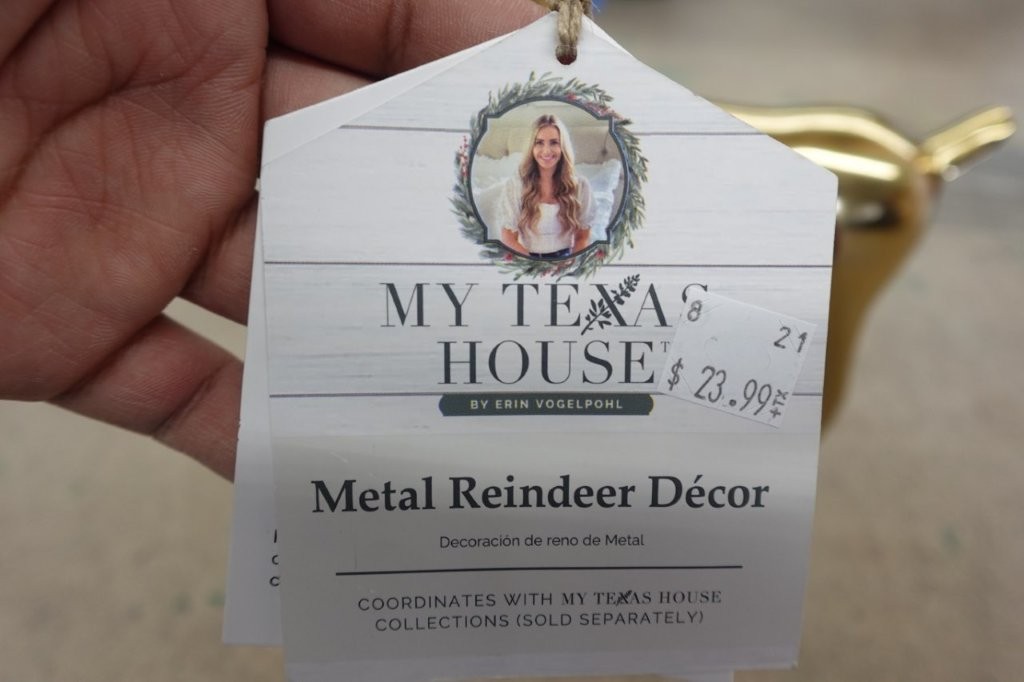 MY TEXAS
HOUSE
BY ERIN VOGELPOHL
8 21
$ 23.99
+TX
Metal Reindeer Décor
Decoración de reno de Metal
COORDINATES WITH MY TEXAS HOUSE
COLLECTIONS (SOLD SEPARATELY)